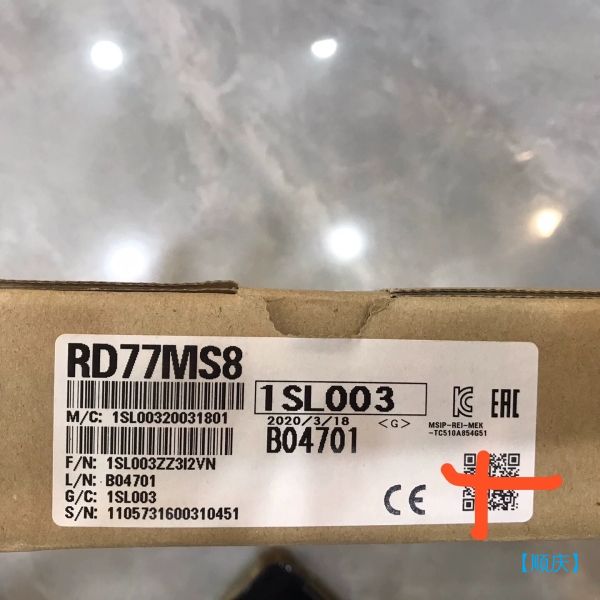 RD77MS8
1SL003
M/C: 1SL00320031801
2020/3/18 <G>
B04701
MSIP-REI-MEK
-TC510A854G51
EAC
F/N: 1SL003ZZ3I2VN
L/N: B04701
G/C: 1SL003
S/N: 1105731600310451
CE
【顺庆】